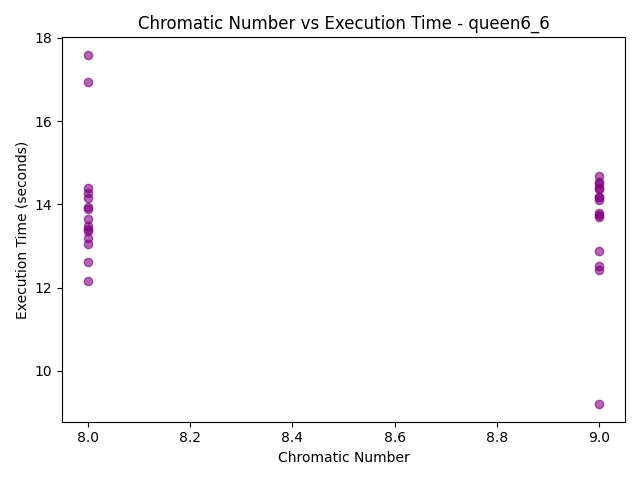 Chromatic Number vs Execution Time - queen6_6
Execution Time (seconds)
18
16
14
12
10
8.0 8.2 8.4 8.6 8.8 9.0
Chromatic Number